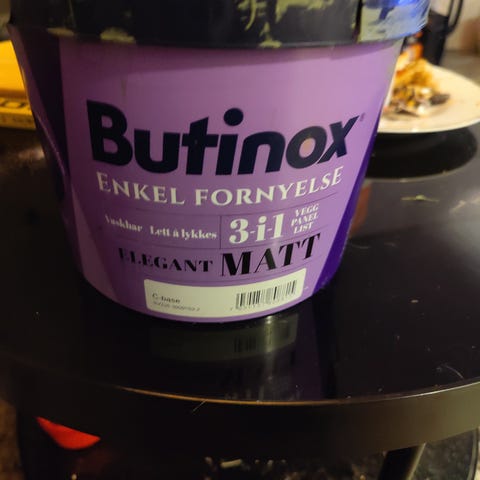 Butinox
ENKEL FORNYELSE
Vaskbar Lett å lykkes 3-i-1 VEGG
PANEL
LIST
ELEGANT MATT
C-base